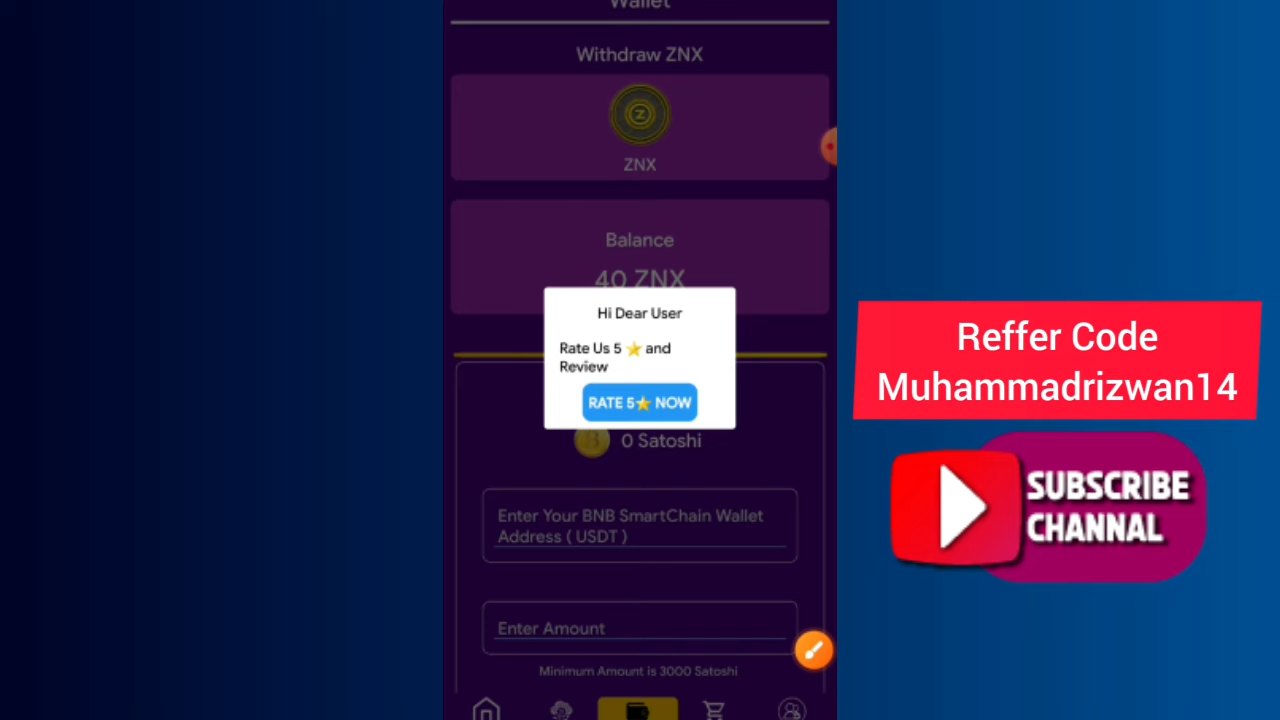 Wallet
Withdraw ZNX
ZNX
Balance
40 ZNX
Hi Dear User
Rate Us 5 ⭐ and
Review
RATE 5⭐ NOW
0 Satoshi
Enter Your BNB SmartChain Wallet
Address ( USDT )
Enter Amount
Minimum Amount is 3000 Satoshi
Reffer Code
Muhammadrizwan14
SUBSCRIBE
CHANNAL